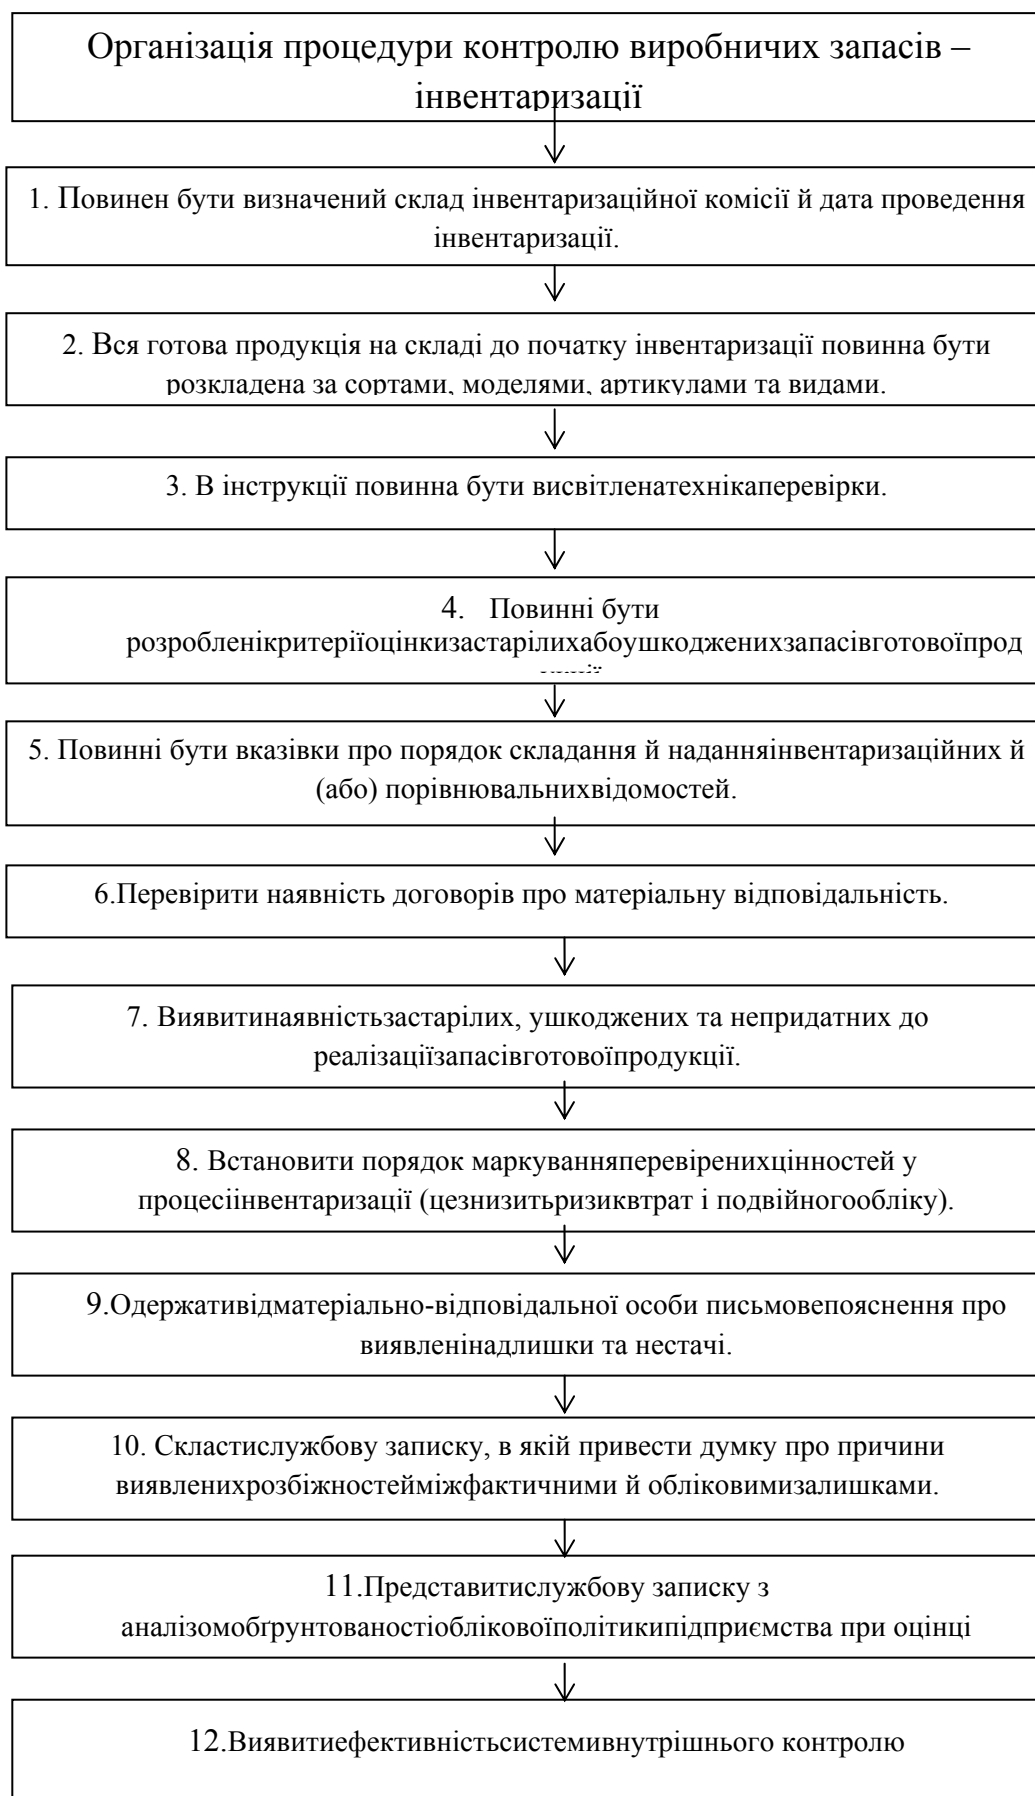 Організація процедури контролю виробничих запасів –
інвентаризації
1. Повинен бути визначений склад інвентаризаційної комісії й дата проведення
інвентаризації.
2. Вся готова продукція на складі до початку інвентаризації повинна бути
розкладена за сортами, моделями, артикулами та видами.
3. В інструкції повинна бути висвітленатехнікаперевірки.
4. Повинні бути
розробленікритеріїоцінкизастарілихабоушкодженихзапасівготовоїпрод
5. Повинні бути вказівки про порядок складання й наданняінвентаризаційних й
(або) порівнювальнихвідомостей.
6.Перевірити наявність договорів про матеріальну відповідальність.
7. Виявитинаявністьзастарілих, ушкоджених та непридатних до
реалізаціїзапасівготовоїпродукції.
8. Встановити порядок маркуванняперевіренихцінностей у
процесіінвентаризації (цезнизитьризиквтрат і подвійногообліку).
9.Одержативідматеріально-відповідальної особи письмовепояснення про
виявленінадлишки та нестачі.
10. Скластислужбову записку, в якій привести думку про причини
виявленихрозбіжностейміжфактичними й обліковимизалишками.
11.Представитислужбову записку з
аналізомобґрунтованостіобліковоїполітикипідприємства при оцінці
12.Виявитиефективністьсистемивнутрішнього контролю